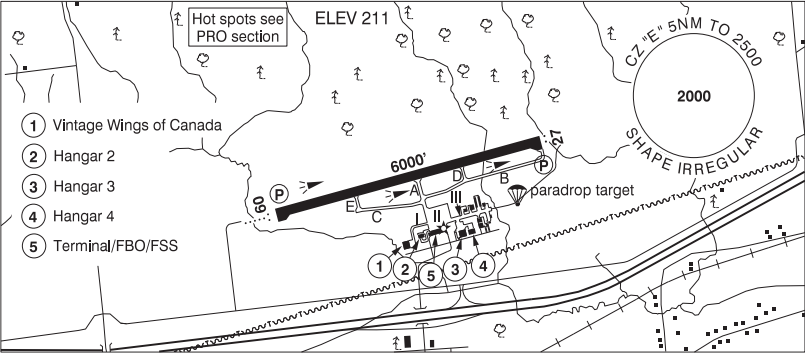 Hot spots see
PRO section
ELEV 211
CZ "E" 5NM TO 2500
2000
SHAPE IRREGULAR
1 Vintage Wings of Canada
2 Hangar 2
3 Hangar 3
4 Hangar 4
5 Terminal/FBO/FSS
6000'
27
09
P
P
A
D
B
E
C
I
II
III
paradrop target
1
2
5
3
4